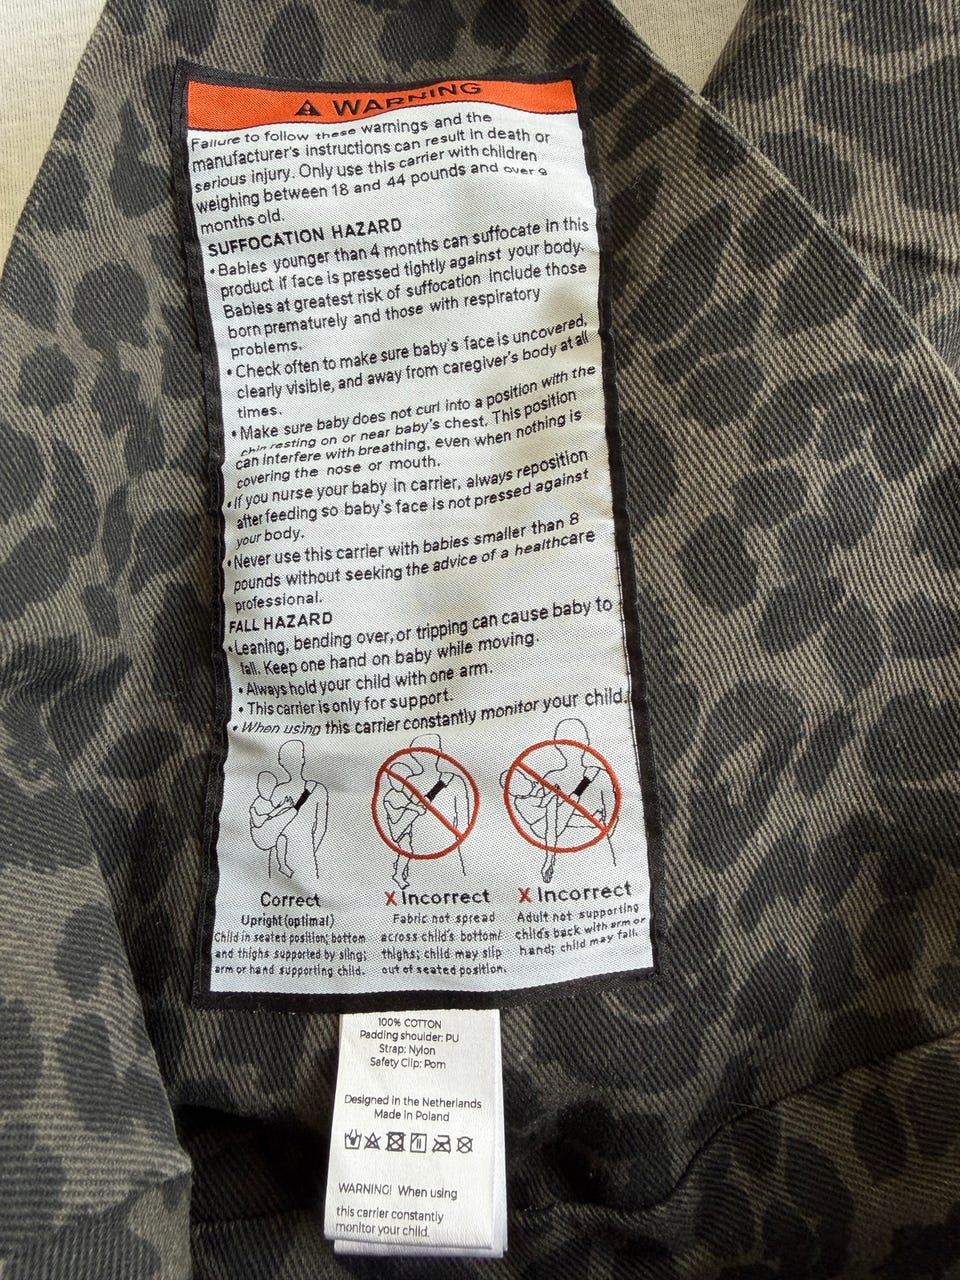 WARNING
Failure to follow these warnings and the
manufacturer's instructions can result in death or
serious injury. Only use this carrier with children
weighing between 18 and 44 pounds and over 9
months old.
SUFFOCATION HAZARD
• Babies younger than 4 months can suffocate in this
product if face is pressed tightly against your body.
Babies at greatest risk of suffocation include those
born prematurely and those with respiratory
problems.
• Check often to make sure baby's face is uncovered,
clearly visible, and away from caregiver's body at all
times.
• Make sure baby does not curl into a position with the
chin resting on or near baby's chest. This position
can interfere with breathing, even when nothing is
covering the nose or mouth.
• If you nurse your baby in carrier, always reposition
after feeding so baby's face is not pressed against
your body.
• Never use this carrier with babies smaller than 8
pounds without seeking the advice of a healthcare
professional.
FALL HAZARD
• Leaning, bending over, or tripping can cause baby to
fall. Keep one hand on baby while moving.
• Always hold your child with one arm.
• This carrier is only for support.
• When using this carrier constantly monitor your child.
Correct
Upright (optimal)
Child in seated position; bottom
and thighs supported by sling;
arm or hand supporting child.
X Incorrect
Fabric not spread
across child's bottom/
thighs; child may slip
out of seated position.
X Incorrect
Adult not supporting
child's back with arm or
hand; child may fall.
100% COTTON
Padding shoulder: PU
Strap: Nylon
Safety Clip: Pom
Designed in the Netherlands
Made in Poland
WARNING! When using
this carrier constantly
monitor your child.